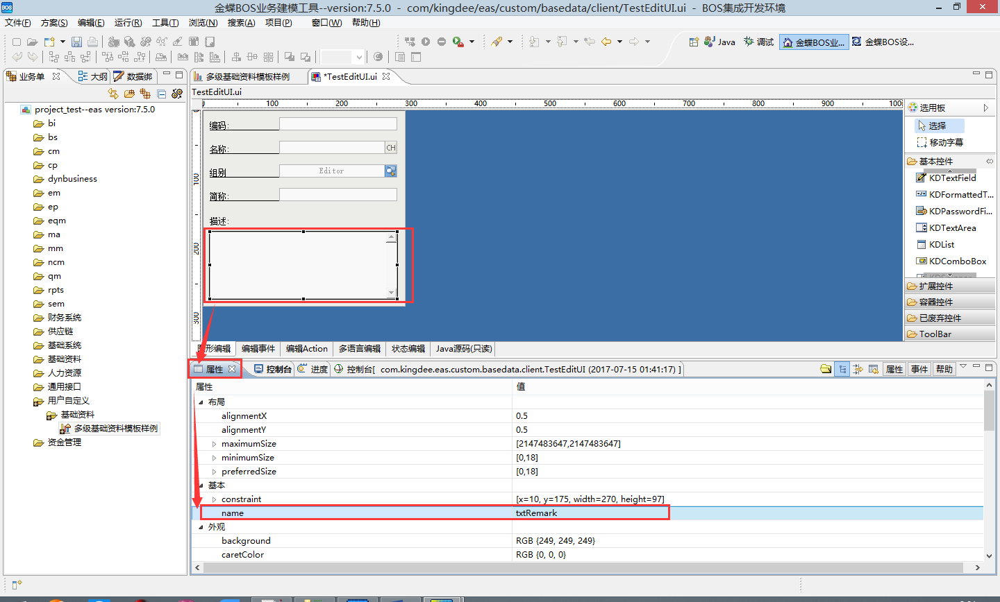 BOS
金蝶BOS业务建模工具--version:7.5.0 - com/kingdee/eas/custom/basedata/client/TestEditUI.ui - BOS集成开发环境
文件(F) 方案(S) 编辑(E) 运行(R) 工具(T) 浏览(N) 搜索(A) 项目(P) 窗口(W) 帮助(H)
Java 调试 金蝶BOS业... 金蝶BOS设...
业务单 大纲 数据绑
多级基础资料模板样例 *TestEditUI.ui
TestEditUI.ui
project_test--eas version:7.5.0
bi
bs
cm
cp
dynbusiness
em
ep
eqm
ma
mm
ncm
qm
rpts
sem
财务系统
供应链
基础系统
基础资料
人力资源
通用接口
用户自定义
基础资料
多级基础资料模板样例
资金管理
0 100 200 300 400 500 600 700 800 900 1000
100
200
300
编码:
名称: CH
组别 Editor
简称:
描述:
选用板
选择
移动字幕
基本控件
KDTextField
KDFormattedT...
KDPasswordFi...
KDTextArea
KDList
KDComboBox
扩展控件
容器控件
已废弃控件
ToolBar
图形编辑 编辑事件 编辑Action 多语言编辑 状态编辑 Java源码(只读)
属性 控制台 进度 控制台[ com.kingdee.eas.custom.basedata.client.TestEditUI (2017-07-15 01:41:17) ] 属性 事件 帮助
属性 值
布局
alignmentX 0.5
alignmentY 0.5
maximumSize [2147483647,2147483647]
minimumSize [0,18]
preferredSize [0,18]
基本
constraint [x=10, y=175, width=270, height=97]
name txtRemark
外观
background RGB {249, 249, 249}
caretColor RGB {0, 0, 0}